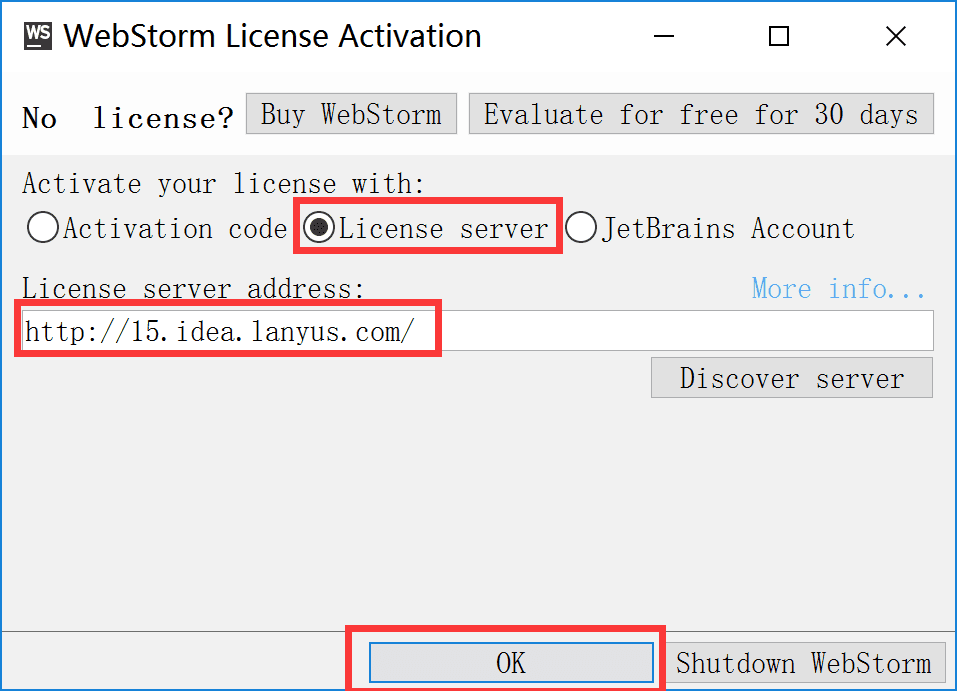 WS WebStorm License Activation
No license? Buy WebStorm Evaluate for free for 30 days
Activate your license with:
Activation code License server JetBrains Account
License server address: More info...
http://15.idea.lanyus.com/
Discover server
OK Shutdown WebStorm